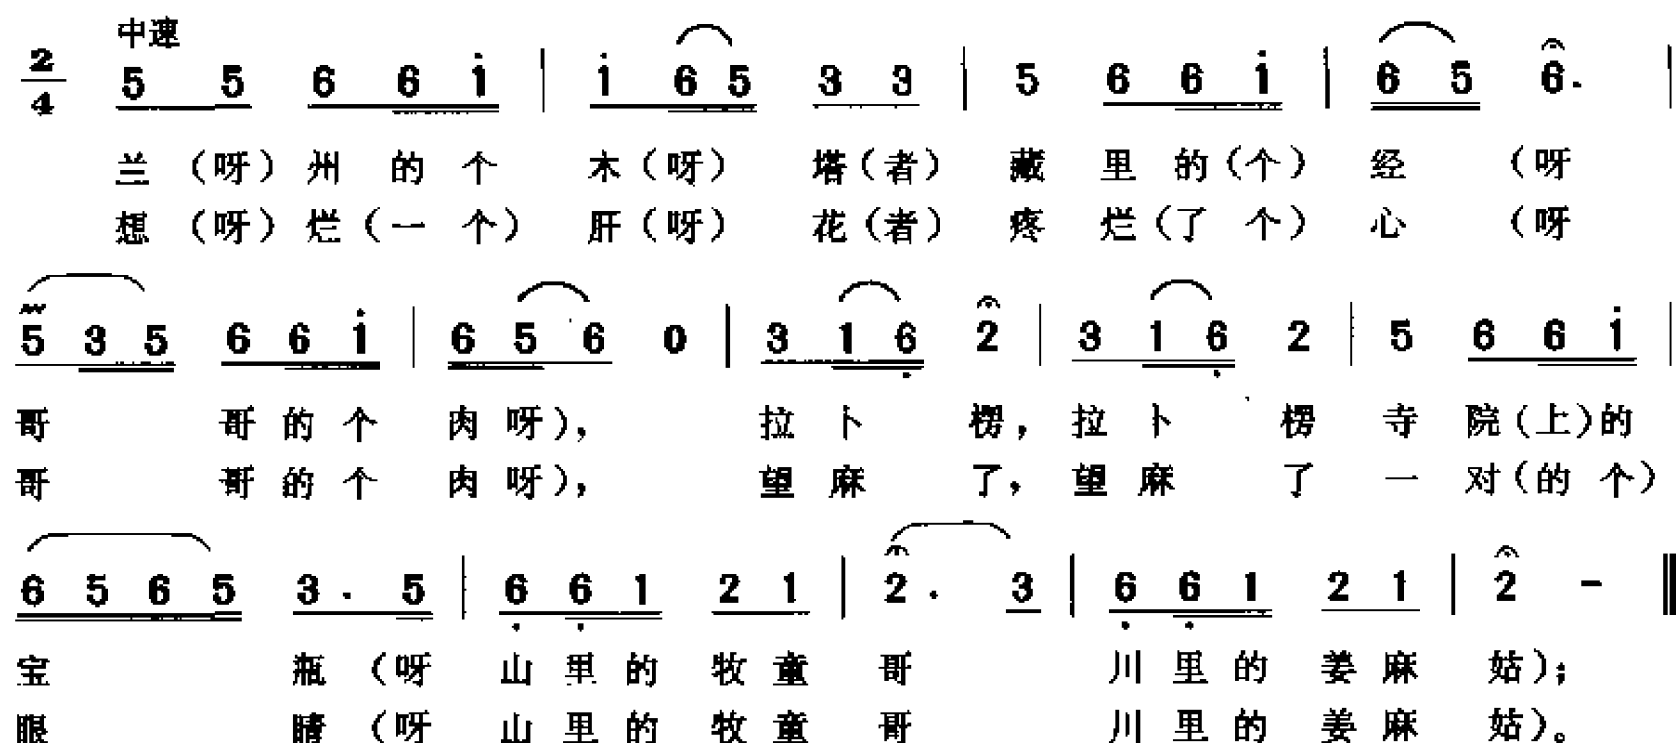 中速
2/4 5 5 6 6 i | i 6 5 3 3 | 5 6 6 i | 6 5 6. |
兰（呀）州 的 个 木（呀） 塔（者） 藏 里 的（个） 经 （呀
想（呀）烂（一 个） 肝（呀） 花（者） 疼 烂（了 个） 心 （呀
5 3 5 6 6 i | 6 5 6 0 | 3 1 6 2 | 3 1 6 2 | 5 6 6 i |
哥 哥 的 个 肉 呀）， 拉 卜 楞，拉 卜 楞 寺 院（上）的
哥 哥 的 个 肉 呀）， 望 麻 了，望 麻 了 一 对（的 个）
6 5 6 5 3 . 5 | 6 6 1 2 1 | 2 . 3 | 6 6 1 2 1 | 2 - ‖
宝 瓶（呀 山 里 的 牧 童 哥 川 里 的 姜 麻 姑）；
眼 睛（呀 山 里 的 牧 童 哥 川 里 的 姜 麻 姑）。